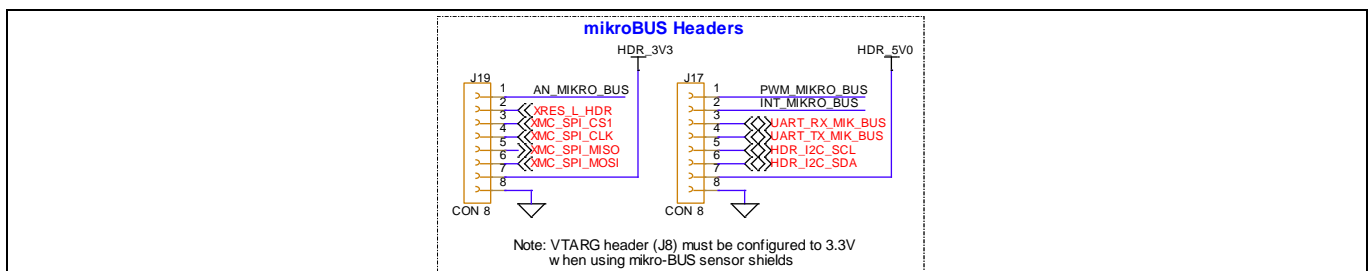 mikroBUS Headers
HDR_3V3
HDR_5V0
J19
1 AN_MIKRO_BUS
2 XRES_L_HDR
3 XMC_SPI_CS1
4 XMC_SPI_CLK
5 XMC_SPI_MISO
6 XMC_SPI_MOSI
7
8
CON 8
J17
1 PWM_MIKRO_BUS
2 INT_MIKRO_BUS
3 UART_RX_MIK_BUS
4 UART_TX_MIK_BUS
5 HDR_I2C_SCL
6 HDR_I2C_SDA
7
8
CON 8
Note: VTARG header (J8) must be configured to 3.3V
when using mikro-BUS sensor shields